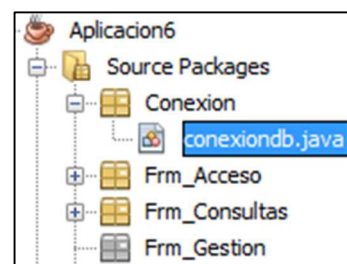 Aplicacion6
Source Packages
Conexion
conexiondb.java
Frm_Acceso
Frm_Consultas
Frm_Gestion